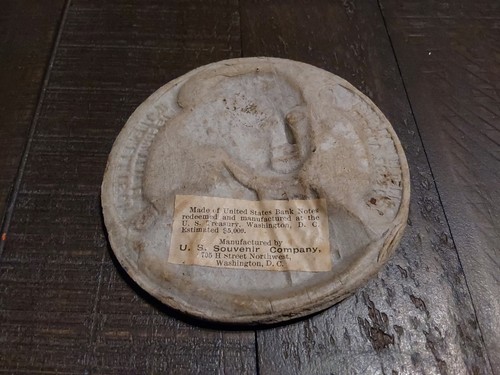 Made of United States Bank Notes
redeemed and manufactured at the
U. S. Treasury, Washington, D. C.
Estimated $5,000.
Manufactured by
U. S. Souvenir Company,
705 H Street Northwest,
Washington, D. C.